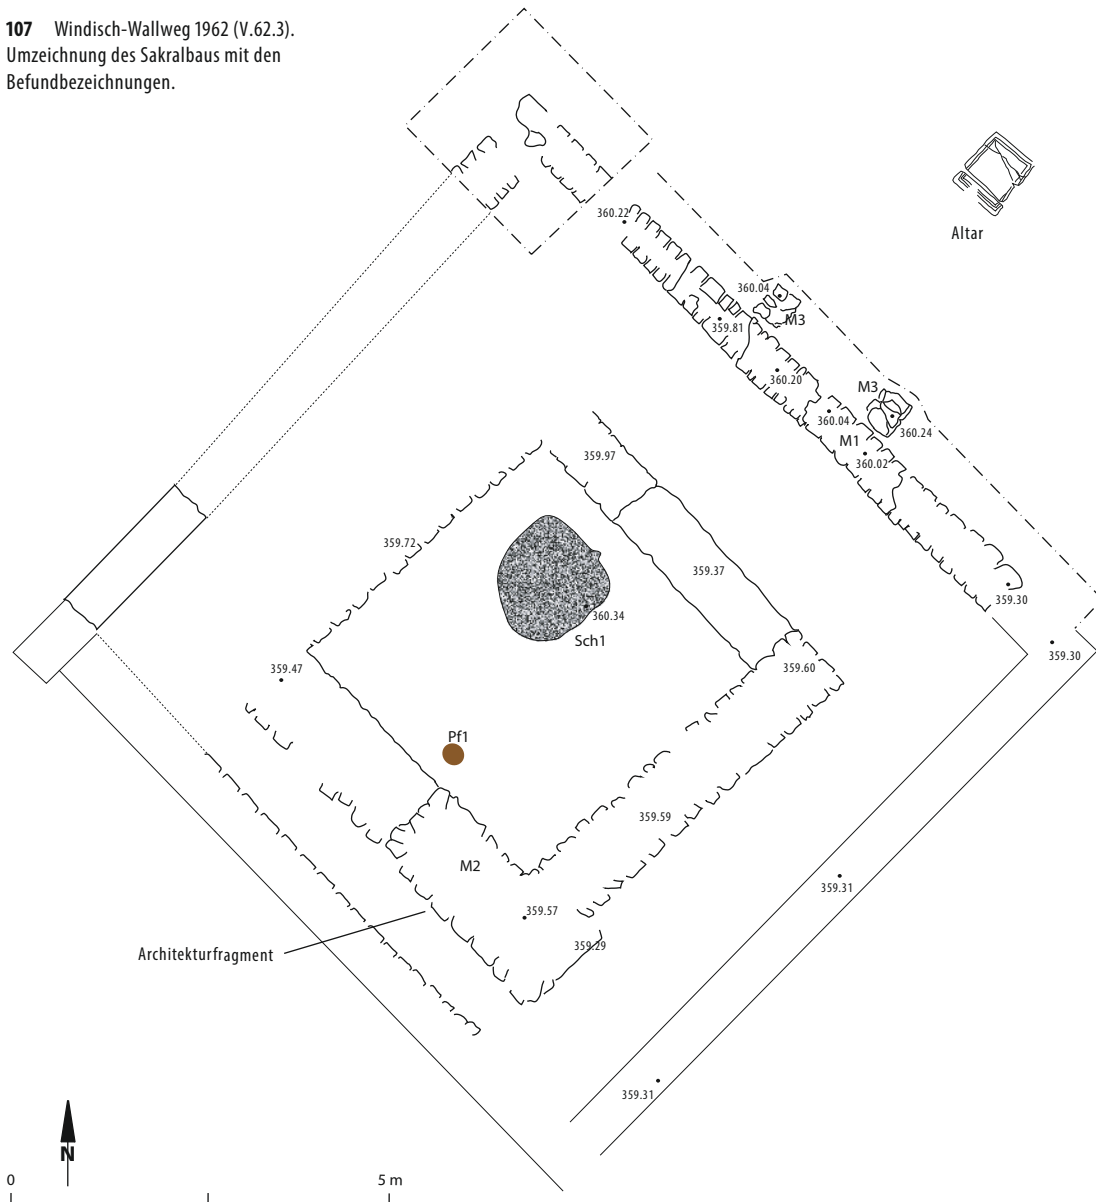 107 Windisch-Wallweg 1962 (V.62.3).
Umzeichnung des Sakralbaus mit den
Befundbezeichnungen.
360.22
Altar
360.04
M3
359.81
360.20
M3
360.04
360.24
M1
360.02
359.97
359.72
359.37
359.30
360.34
Sch1
359.30
359.47
359.60
Pf1
359.59
M2
359.31
359.57
359.29
Architekturfragment
359.31
N
0
5 m